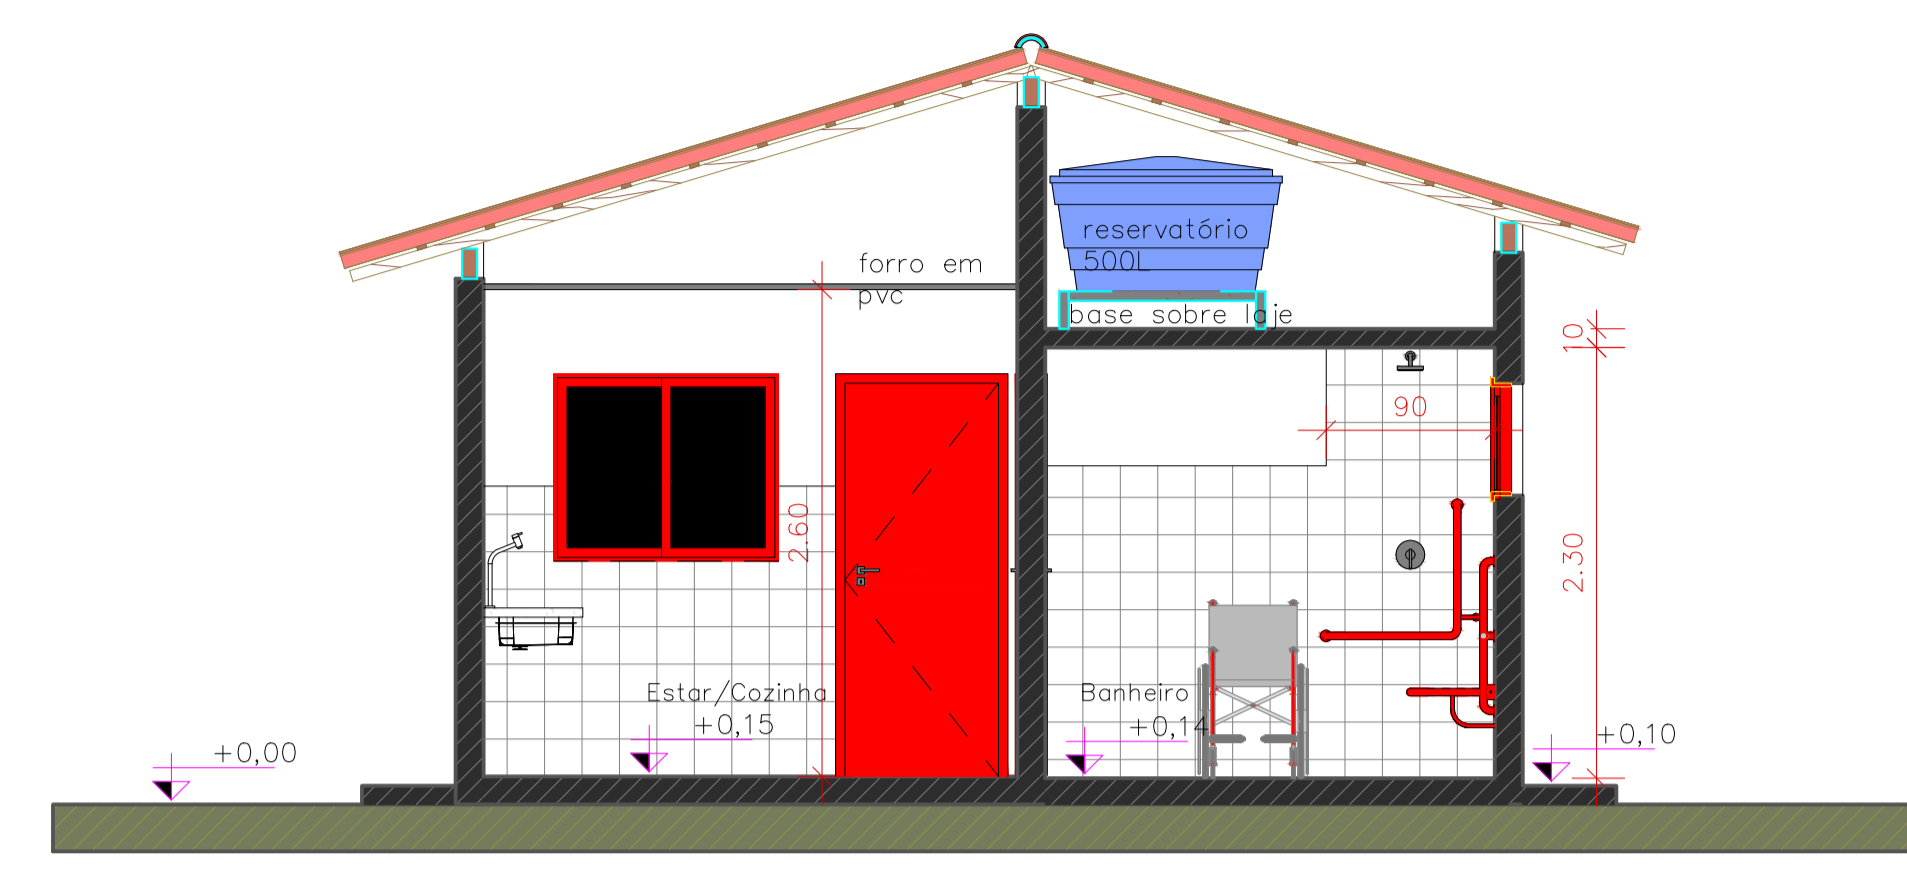 forro em
pvc
reservatório
500L
base sobre laje
10
90
2.60
2.30
Estar/Cozinha
+0,15
Banheiro
+0,14
+0,00
+0,10